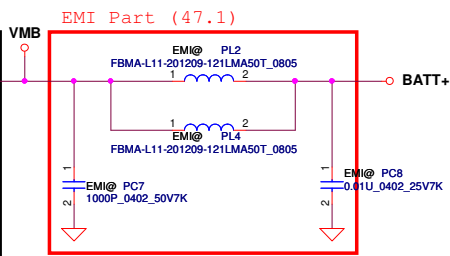 EMI Part (47.1)
VMB
EMI@ PL2
FBMA-L11-201209-121LMA50T_0805
1 2
BATT+
1 2
EMI@ PL4
FBMA-L11-201209-121LMA50T_0805
1 1
EMI@ PC7
1000P_0402_50V7K
2
EMI@ PC8
0.01U_0402_25V7K
2